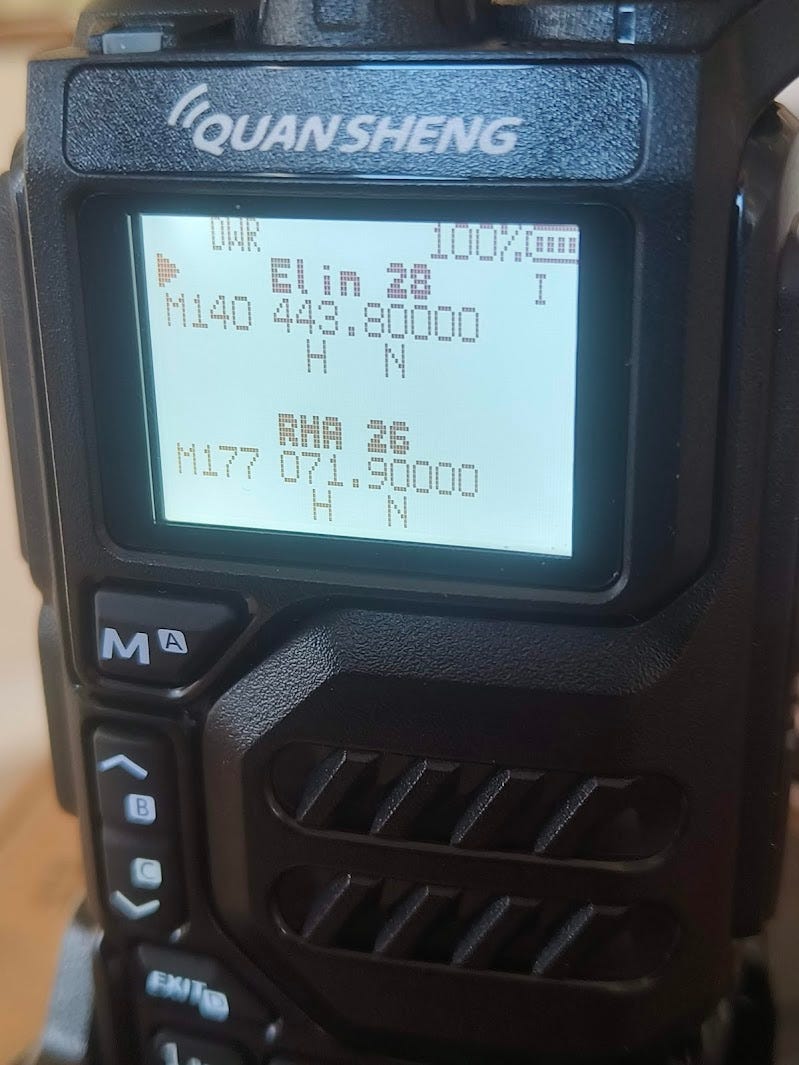 QUANSHENG
DWR 100%
Elin 28 I
M140 443.80000
H N
RHA 26
M177 071.90000
H N
M A
B
C
EXIT D